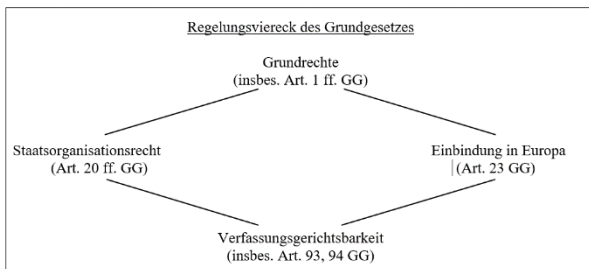 Regelungsviereck des Grundgesetzes
Grundrechte
(insbes. Art. 1 ff. GG)
Staatsorganisationsrecht
(Art. 20 ff. GG)
Einbindung in Europa
(Art. 23 GG)
Verfassungsgerichtsbarkeit
(insbes. Art. 93, 94 GG)